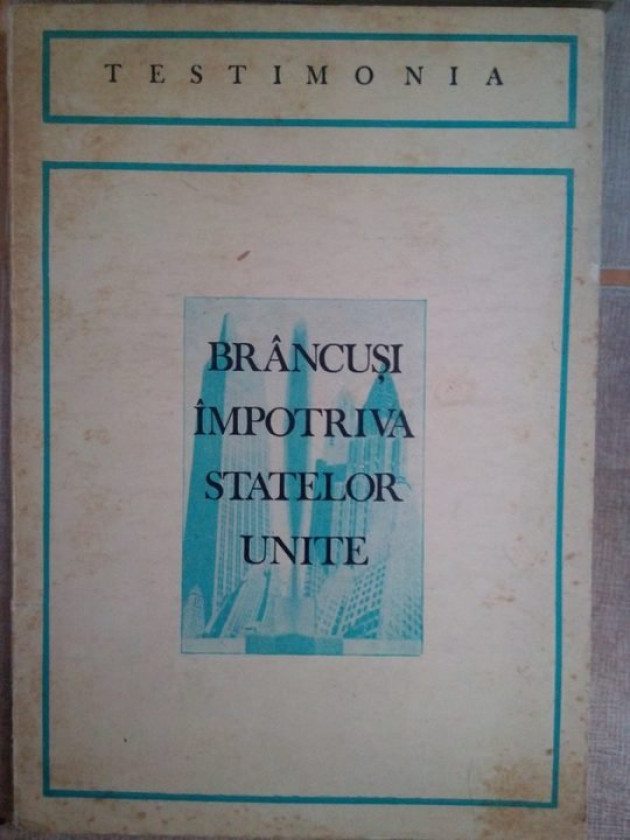 TESTIMONIA
BRÂNCUȘI
ÎMPOTRIVA
STATELOR
UNITE